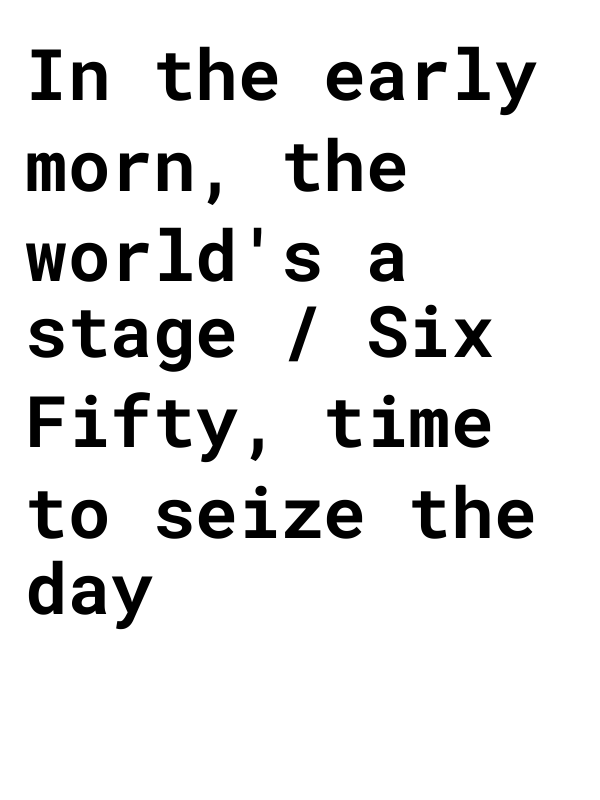 In the early
morn, the
world's a
stage / Six
Fifty, time
to seize the
day